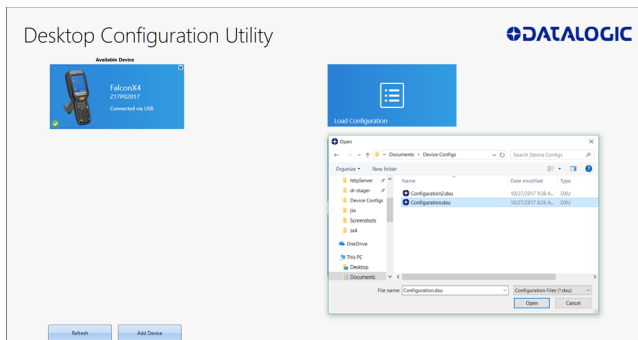 Desktop Configuration Utility
DATALOGIC
Available Device
FalconX4
Z17P02017
Connected via USB
Load Configuration
Open
Documents › Device Configs
Search Device Configs
Organize
New folder
httpServer
dl-stager
Device Configs
jta
Screenshots
sx4
OneDrive
This PC
Desktop
Documents
Name
Date modified
Type
Configuration2.dxu
10/27/2017 9:38 A...
DXU
Configuration.dxu
10/27/2017 8:26 A...
DXU
File name:
Configuration.dxu
Configuration Files (*.dxu)
Open
Cancel
Refresh
Add Device